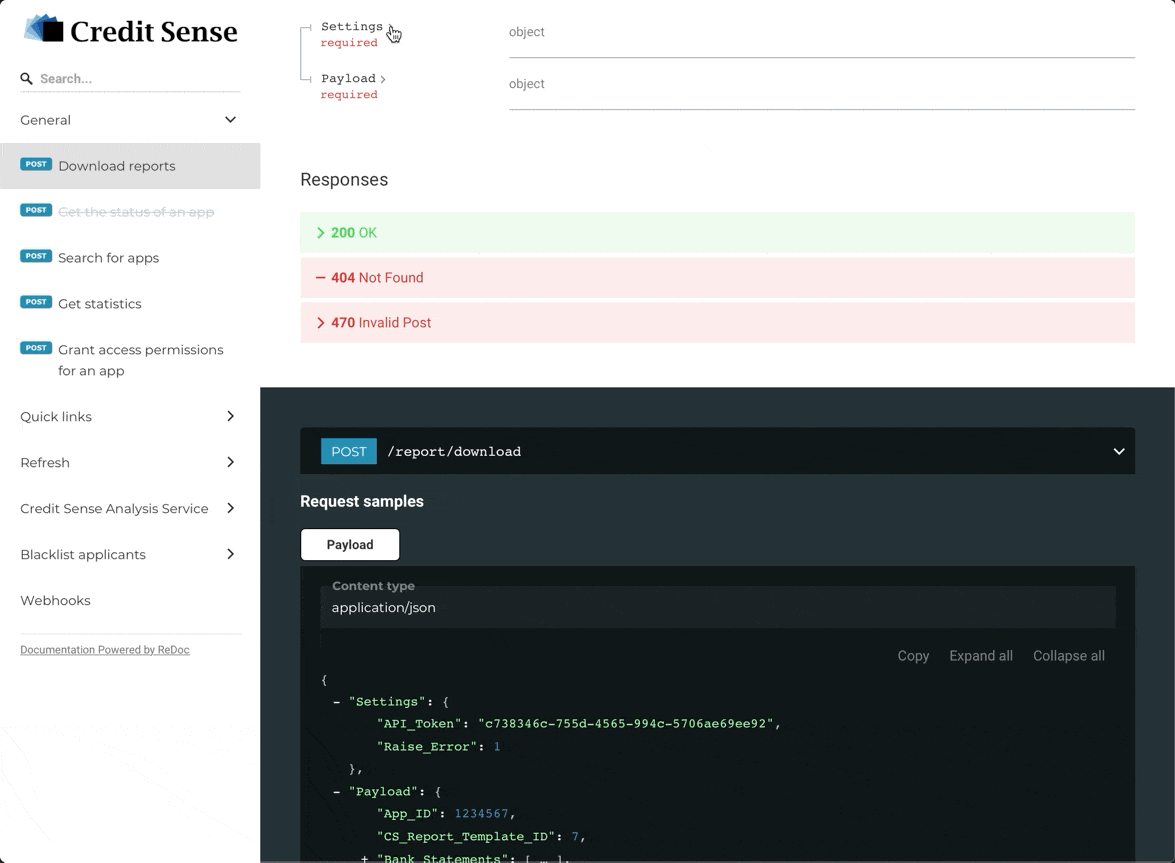 Credit Sense
Search...
General
POST Download reports
POST Get the status of an app
POST Search for apps
POST Get statistics
POST Grant access permissions
for an app
Quick links
Refresh
Credit Sense Analysis Service
Blacklist applicants
Webhooks
Documentation Powered by ReDoc
Settings object
required
Payload > object
required
Responses
200 OK
404 Not Found
470 Invalid Post
POST /report/download
Request samples
Payload
Content type
application/json
Copy Expand all Collapse all
{
– "Settings": {
"API_Token": "c738346c-755d-4565-994c-5706ae69ee92",
"Raise_Error": 1
},
– "Payload": {
"App_ID": 1234567,
"CS_Report_Template_ID": 7,
+ "Bank_Statements": [ … ],